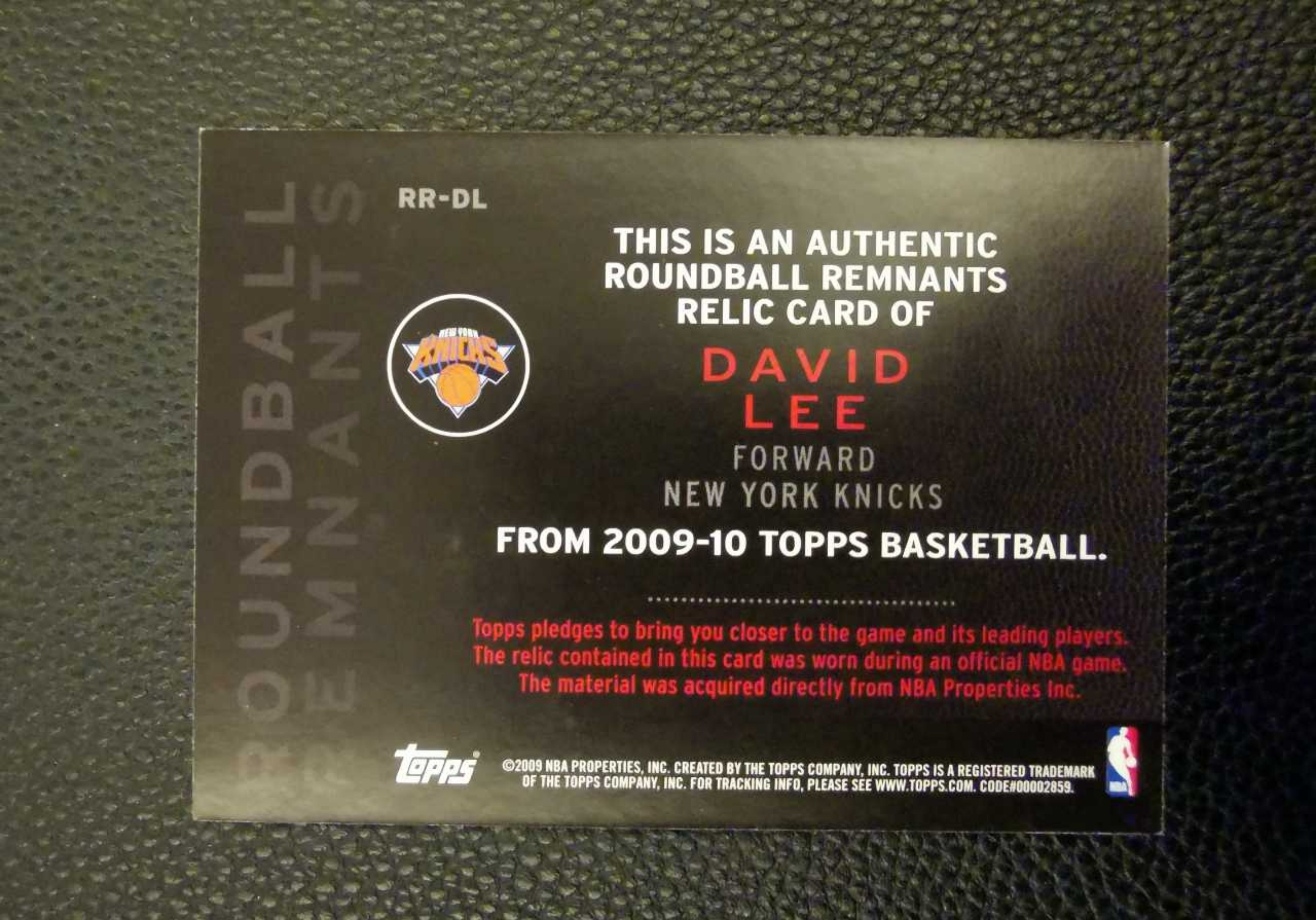 ROUNDBALL
REMNANTS
RR-DL
NEW YORK
KNICKS
THIS IS AN AUTHENTIC
ROUNDBALL REMNANTS
RELIC CARD OF
DAVID
LEE
FORWARD
NEW YORK KNICKS
FROM 2009-10 TOPPS BASKETBALL.
Topps pledges to bring you closer to the game and its leading players.
The relic contained in this card was worn during an official NBA game.
The material was acquired directly from NBA Properties Inc.
Topps®
©2009 NBA PROPERTIES, INC. CREATED BY THE TOPPS COMPANY, INC. TOPPS IS A REGISTERED TRADEMARK
OF THE TOPPS COMPANY, INC. FOR TRACKING INFO, PLEASE SEE WWW.TOPPS.COM. CODE#00002859.
NBA